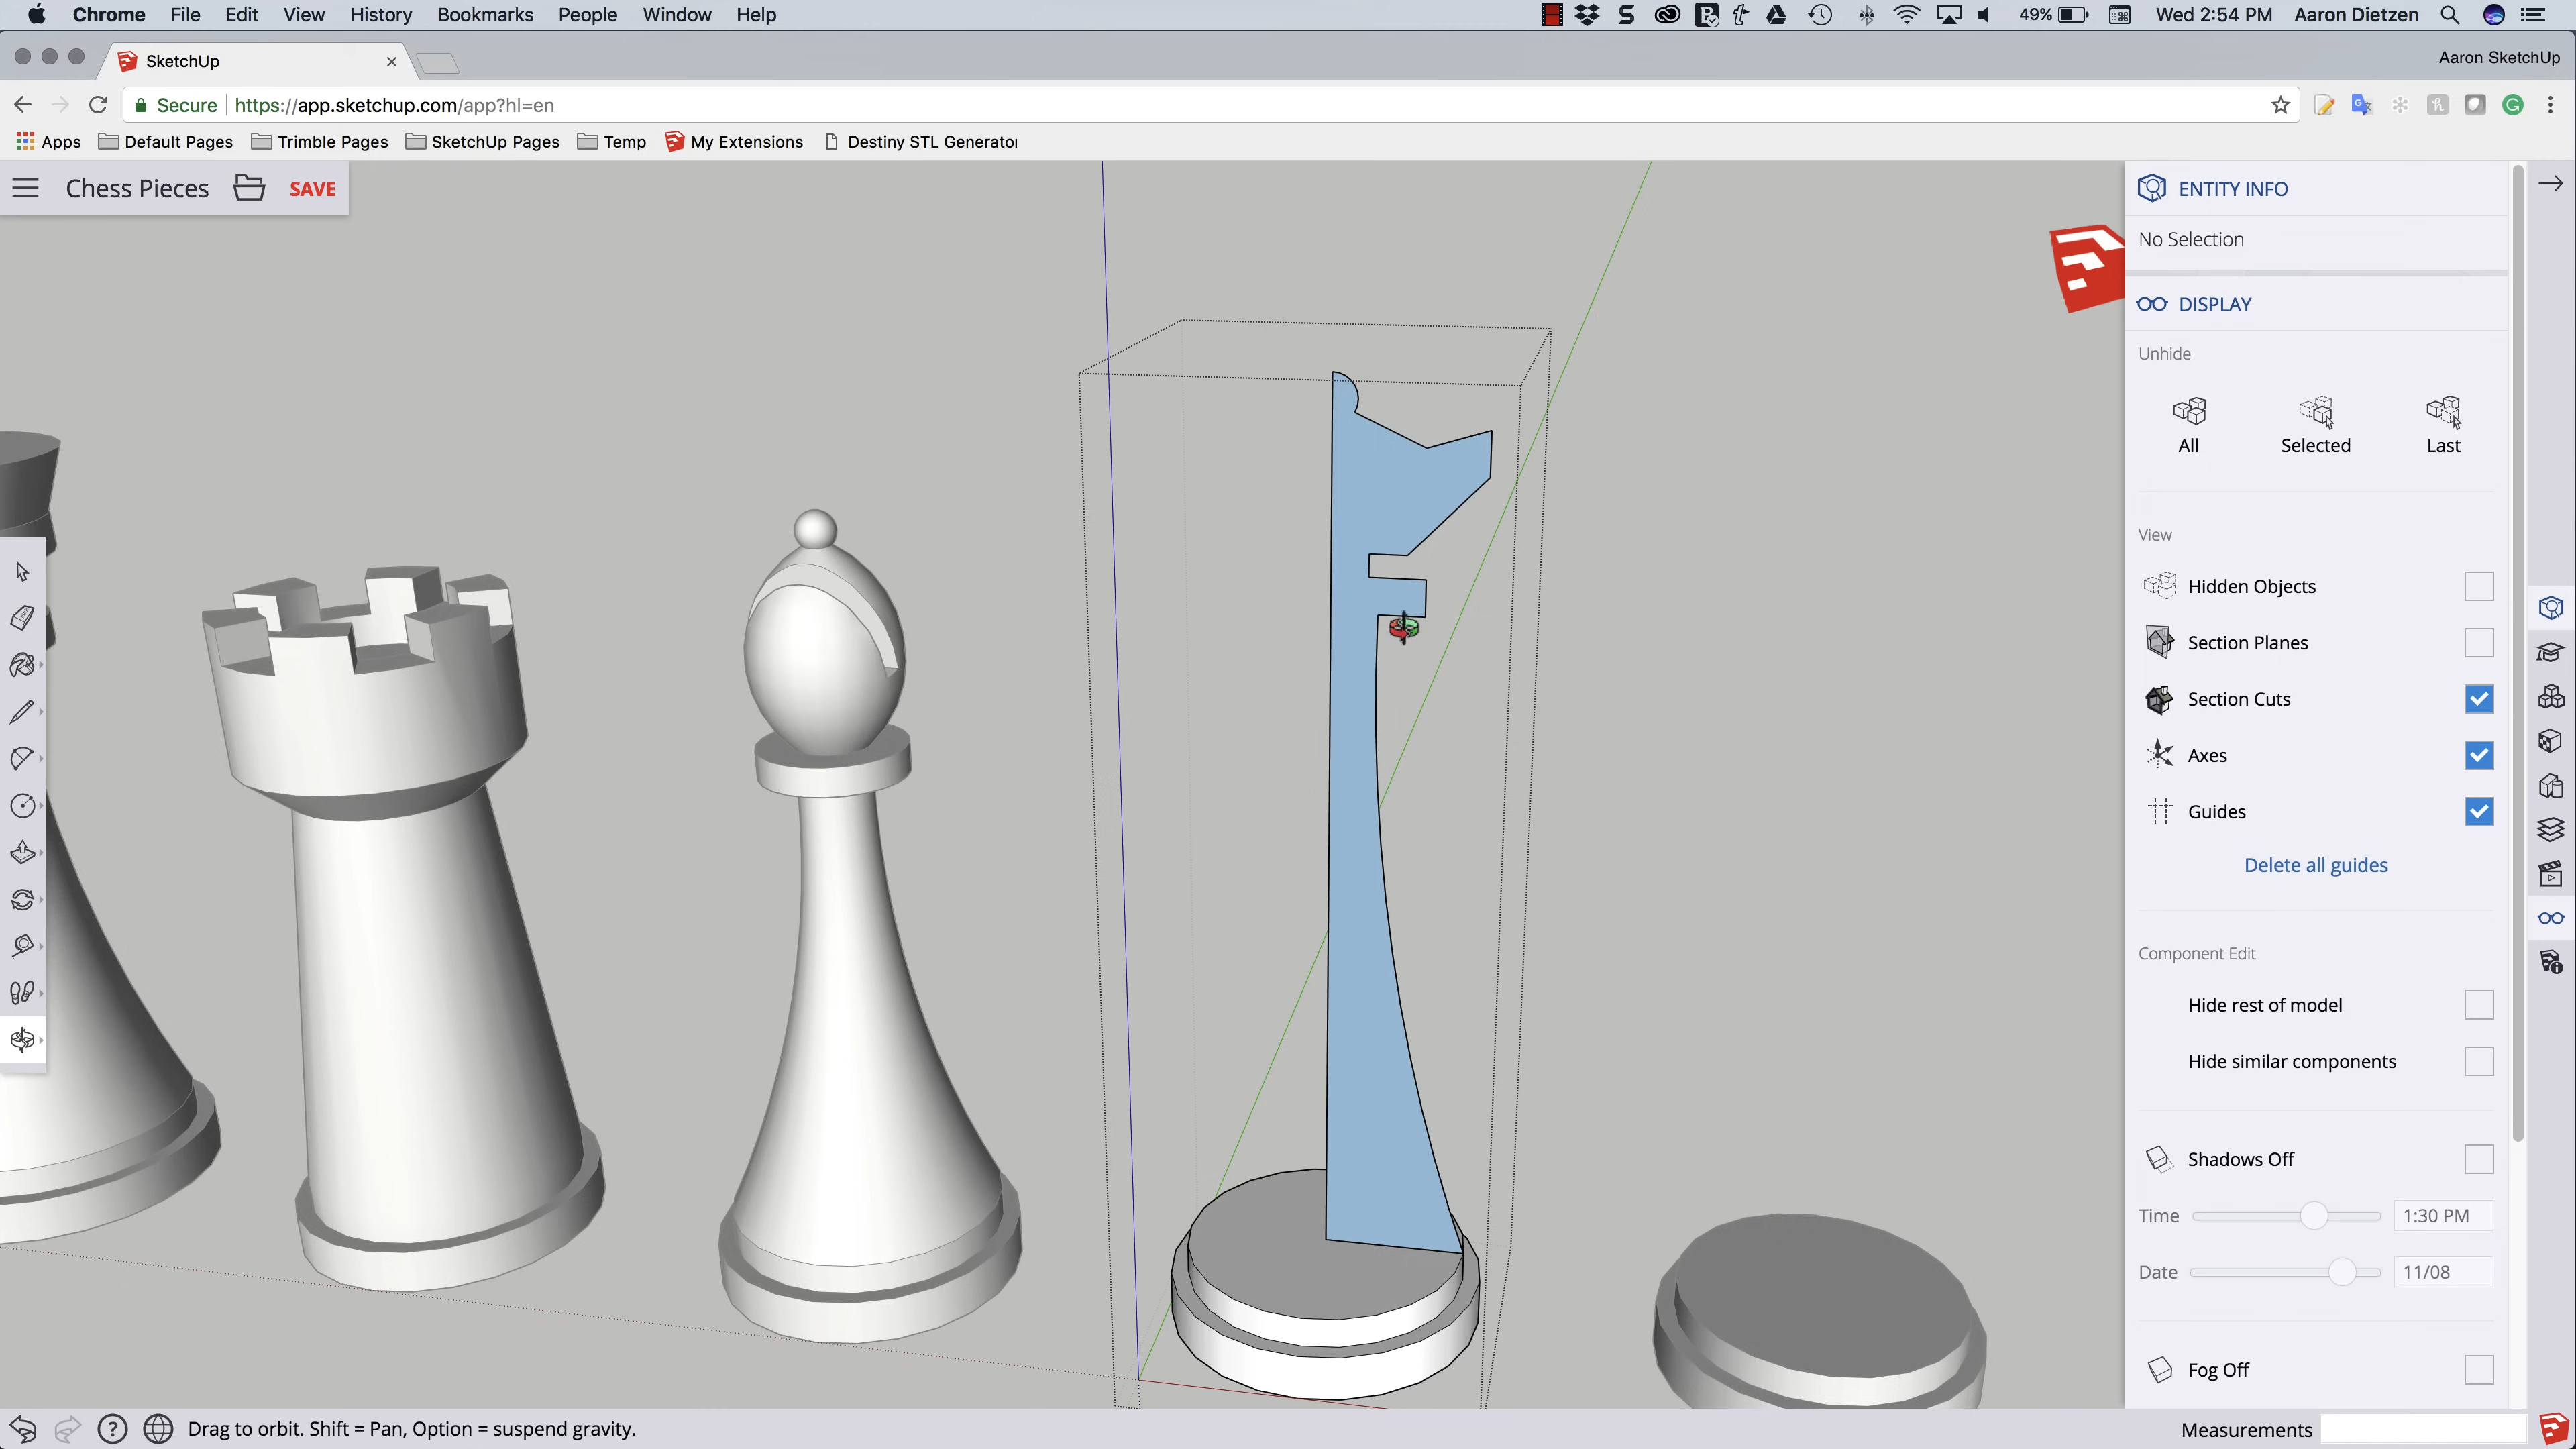 Chrome File Edit View History Bookmarks People Window Help 49% Wed 2:54 PM Aaron Dietzen
SketchUp Aaron SketchUp
Secure https://app.sketchup.com/app?hl=en
Apps Default Pages Trimble Pages SketchUp Pages Temp My Extensions Destiny STL Generator
Chess Pieces SAVE
ENTITY INFO
No Selection
DISPLAY
Unhide
All Selected Last
View
Hidden Objects
Section Planes
Section Cuts
Axes
Guides
Delete all guides
Component Edit
Hide rest of model
Hide similar components
Shadows Off
Time 1:30 PM
Date 11/08
Fog Off
Drag to orbit. Shift = Pan, Option = suspend gravity.
Measurements